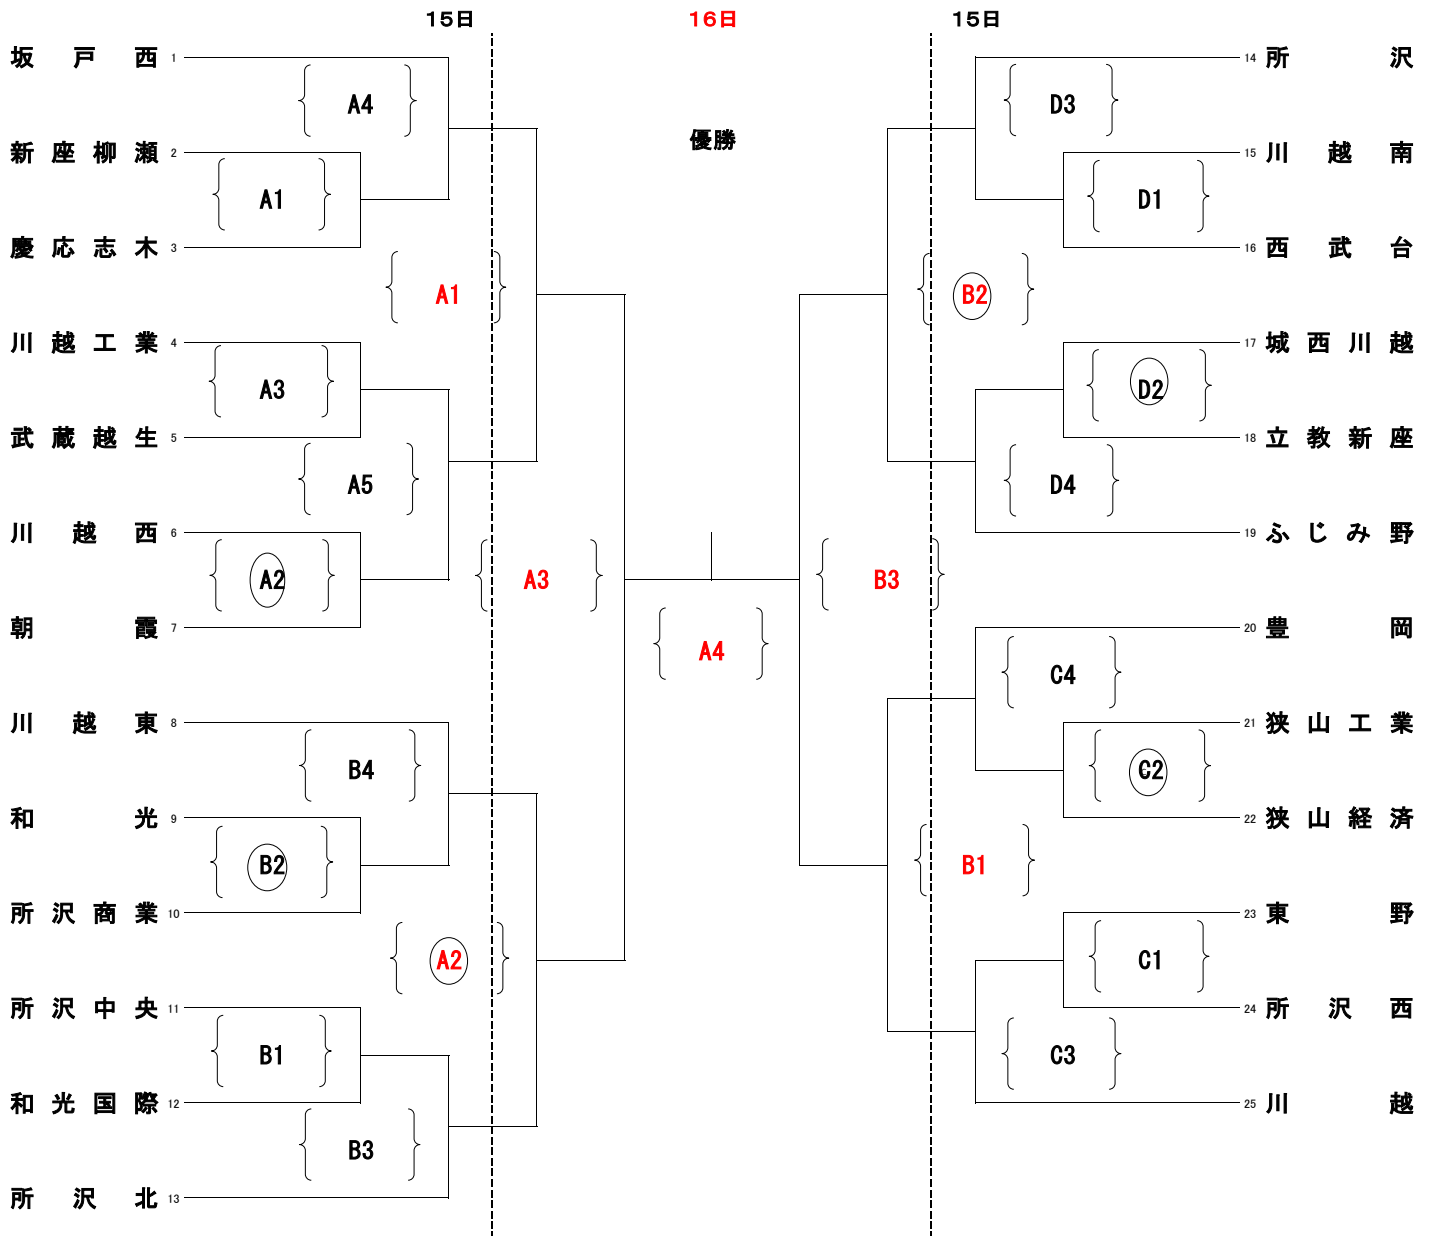 15日 16日 15日
坂戸西 1 14 所沢
A4 D3
優勝
新座柳瀬 2 15 川越南
A1 D1
慶応志木 3 16 西武台
A1 B2
川越工業 4 17 城西川越
A3 D2
武蔵越生 5 18 立教新座
A5 D4
川越西 6 19 ふじみ野
A2 A3 B3
朝霞 7 20 豊岡
A4 C4
川越東 8 21 狭山工業
B4 C2
和光 9 22 狭山経済
B2 B1
所沢商業 10 23 東野
A2 C1
所沢中央 11 24 所沢西
B1 C3
和光国際 12 25 川越
B3
所沢北 13